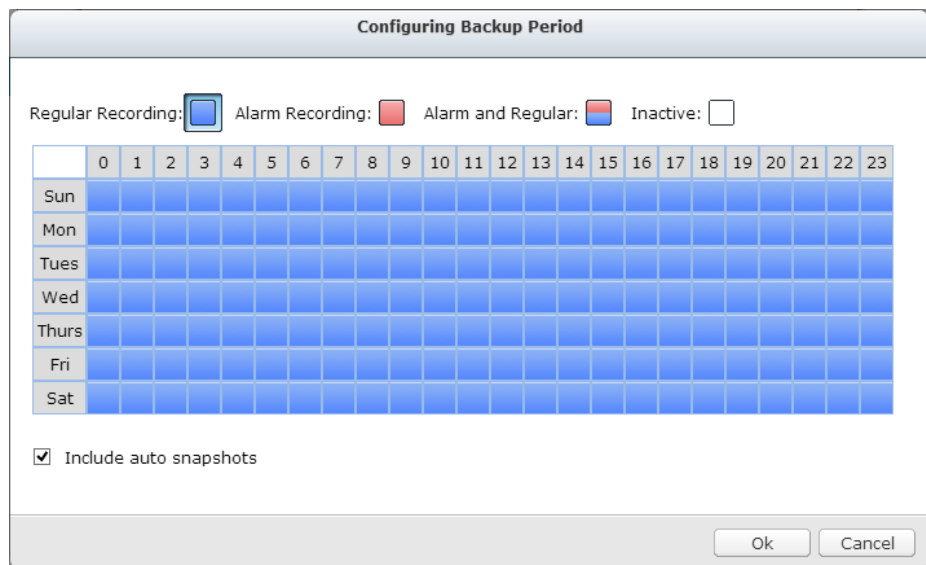 Configuring Backup Period
Regular Recording: Alarm Recording: Alarm and Regular: Inactive:
0 1 2 3 4 5 6 7 8 9 10 11 12 13 14 15 16 17 18 19 20 21 22 23
Sun
Mon
Tues
Wed
Thurs
Fri
Sat
Include auto snapshots
Ok Cancel